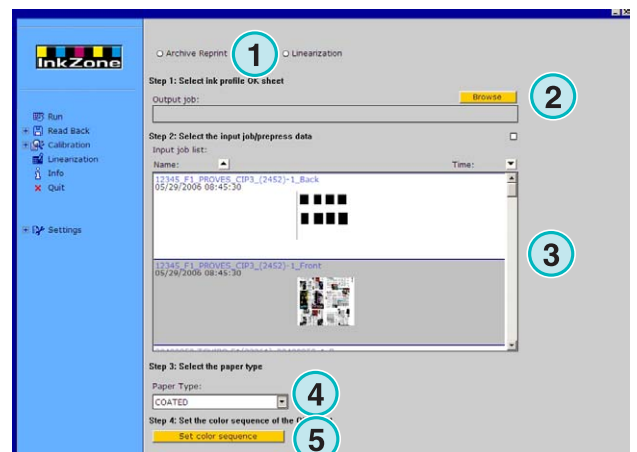 InkZone
Archive Reprint
1
Linearization
Step 1: Select ink profile OK sheet
Output job:
Browse
2
Run
Read Back
Calibration
Linearization
Info
Quit
Settings
Step 2: Select the input job/prepress data
Input job list:
Name:
Time:
12345_F1_PROVES_CIP3_(2452)-1_Back
05/29/2006 08:45:30
12345_F1_PROVES_CIP3_(2452)-1_Front
05/29/2006 08:45:30
3
Step 3: Select the paper type
Paper Type:
COATED
4
Step 4: Set the color sequence of the
Set color sequence
5